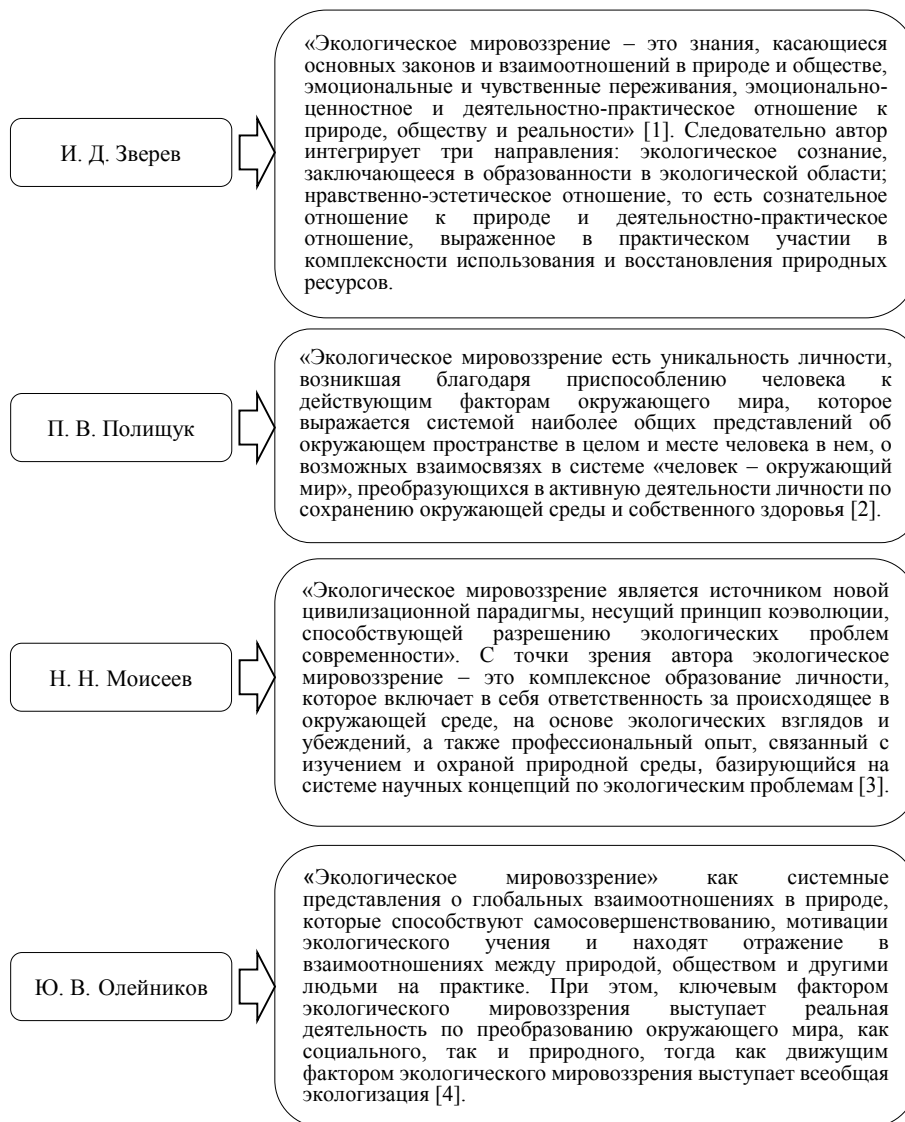 И. Д. Зверев
«Экологическое мировоззрение – это знания, касающиеся
основных законов и взаимоотношений в природе и обществе,
эмоциональные и чувственные переживания, эмоционально-
ценностное и деятельностно-практическое отношение к
природе, обществу и реальности» [1]. Следовательно автор
интегрирует три направления: экологическое сознание,
заключающееся в образованности в экологической области;
нравственно-эстетическое отношение, то есть сознательное
отношение к природе и деятельностно-практическое
отношение, выраженное в практическом участии в
комплексности использования и восстановления природных
ресурсов.
П. В. Полищук
«Экологическое мировоззрение есть уникальность личности,
возникшая благодаря приспособлению человека к
действующим факторам окружающего мира, которое
выражается системой наиболее общих представлений об
окружающем пространстве в целом и месте человека в нем, о
возможных взаимосвязях в системе «человек – окружающий
мир», преобразующихся в активную деятельности личности по
сохранению окружающей среды и собственного здоровья [2].
Н. Н. Моисеев
«Экологическое мировоззрение является источником новой
цивилизационной парадигмы, несущий принцип коэволюции,
способствующей разрешению экологических проблем
современности». С точки зрения автора экологическое
мировоззрение – это комплексное образование личности,
которое включает в себя ответственность за происходящее в
окружающей среде, на основе экологических взглядов и
убеждений, а также профессиональный опыт, связанный с
изучением и охраной природной среды, базирующийся на
системе научных концепций по экологическим проблемам [3].
Ю. В. Олейников
«Экологическое мировоззрение» как системные
представления о глобальных взаимоотношениях в природе,
которые способствуют самосовершенствованию, мотивации
экологического учения и находят отражение в
взаимоотношениях между природой, обществом и другими
людьми на практике. При этом, ключевым фактором
экологического мировоззрения выступает реальная
деятельность по преобразованию окружающего мира, как
социального, так и природного, тогда как движущим
фактором экологического мировоззрения выступает всеобщая
экологизация [4].